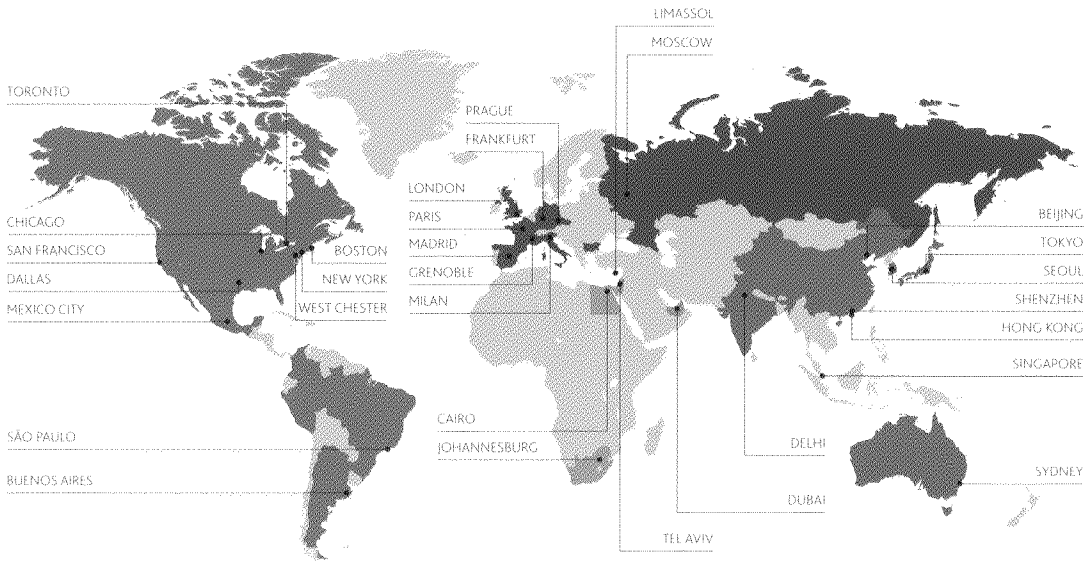 LIMASSOL
MOSCOW
TORONTO
PRAGUE
FRANKFURT
LONDON
PARIS
MADRID
GRENOBLE
MILAN
CHICAGO
SAN FRANCISCO
DALLAS
MEXICO CITY
BOSTON
NEW YORK
WEST CHESTER
BEIJING
TOKYO
SEOUL
SHENZHEN
HONG KONG
SINGAPORE
CAIRO
JOHANNESBURG
SÃO PAULO
BUENOS AIRES
DELHI
DUBAI
TEL AVIV
SYDNEY